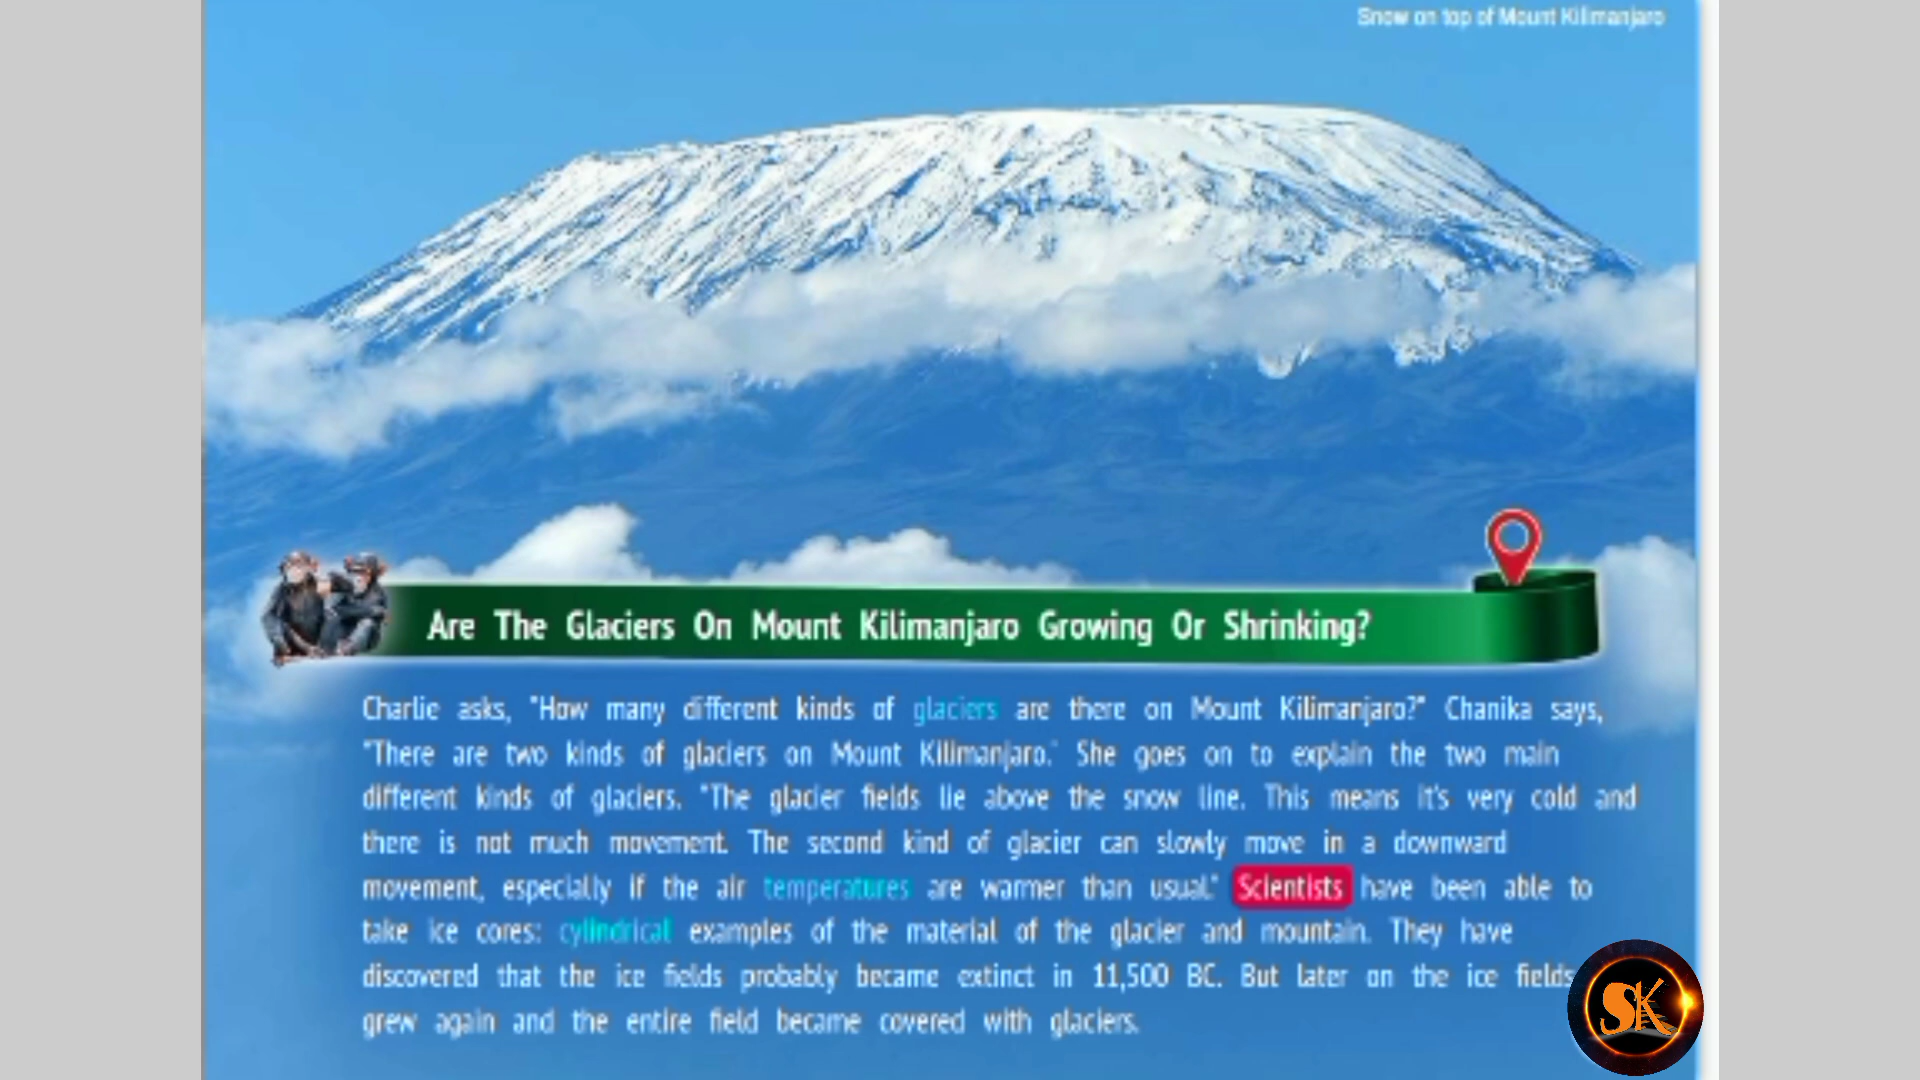 Snow on top of Mount Kilimanjaro
Are The Glaciers On Mount Kilimanjaro Growing Or Shrinking?
Charlie asks, "How many different kinds of glaciers are there on Mount Kilimanjaro?" Chanika says,
"There are two kinds of glaciers on Mount Kilimanjaro." She goes on to explain the two main
different kinds of glaciers. "The glacier fields lie above the snow line. This means it's very cold and
there is not much movement. The second kind of glacier can slowly move in a downward
movement, especially if the air temperatures are warmer than usual." Scientists have been able to
take ice cores: cylindrical examples of the material of the glacier and mountain. They have
discovered that the ice fields probably became extinct in 11,500 BC. But later on the ice fields
grew again and the entire field became covered with glaciers.
SK